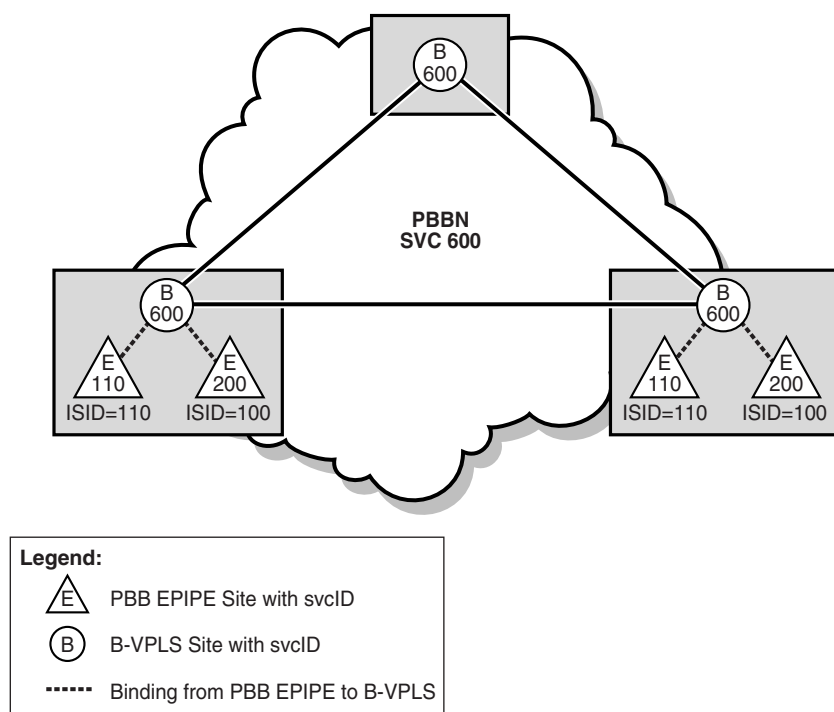 B
600
PBBN
SVC 600
B
600
B
600
E
110
E
200
E
110
E
200
ISID=110
ISID=100
ISID=110
ISID=100
Legend:
E
PBB EPIPE Site with svcID
B
B-VPLS Site with svcID
Binding from PBB EPIPE to B-VPLS